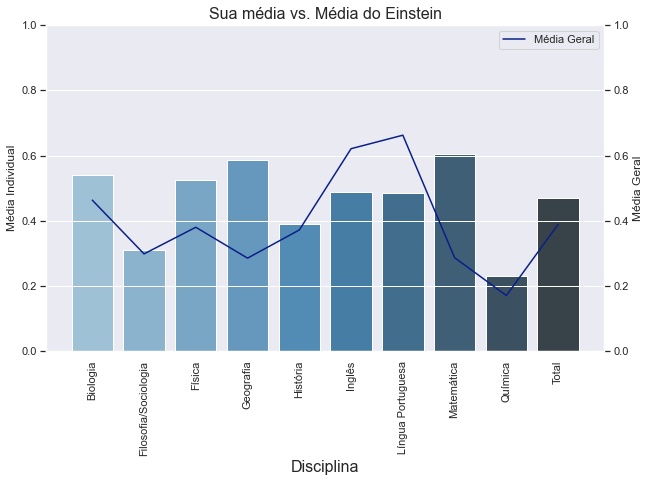 Sua média vs. Média do Einstein
Média Geral
Média Individual
Média Geral
1.0
0.8
0.6
0.4
0.2
0.0
1.0
0.8
0.6
0.4
0.2
0.0
Biologia
Filosofia/Sociologia
Física
Geografia
História
Inglês
Língua Portuguesa
Matemática
Química
Total
Disciplina